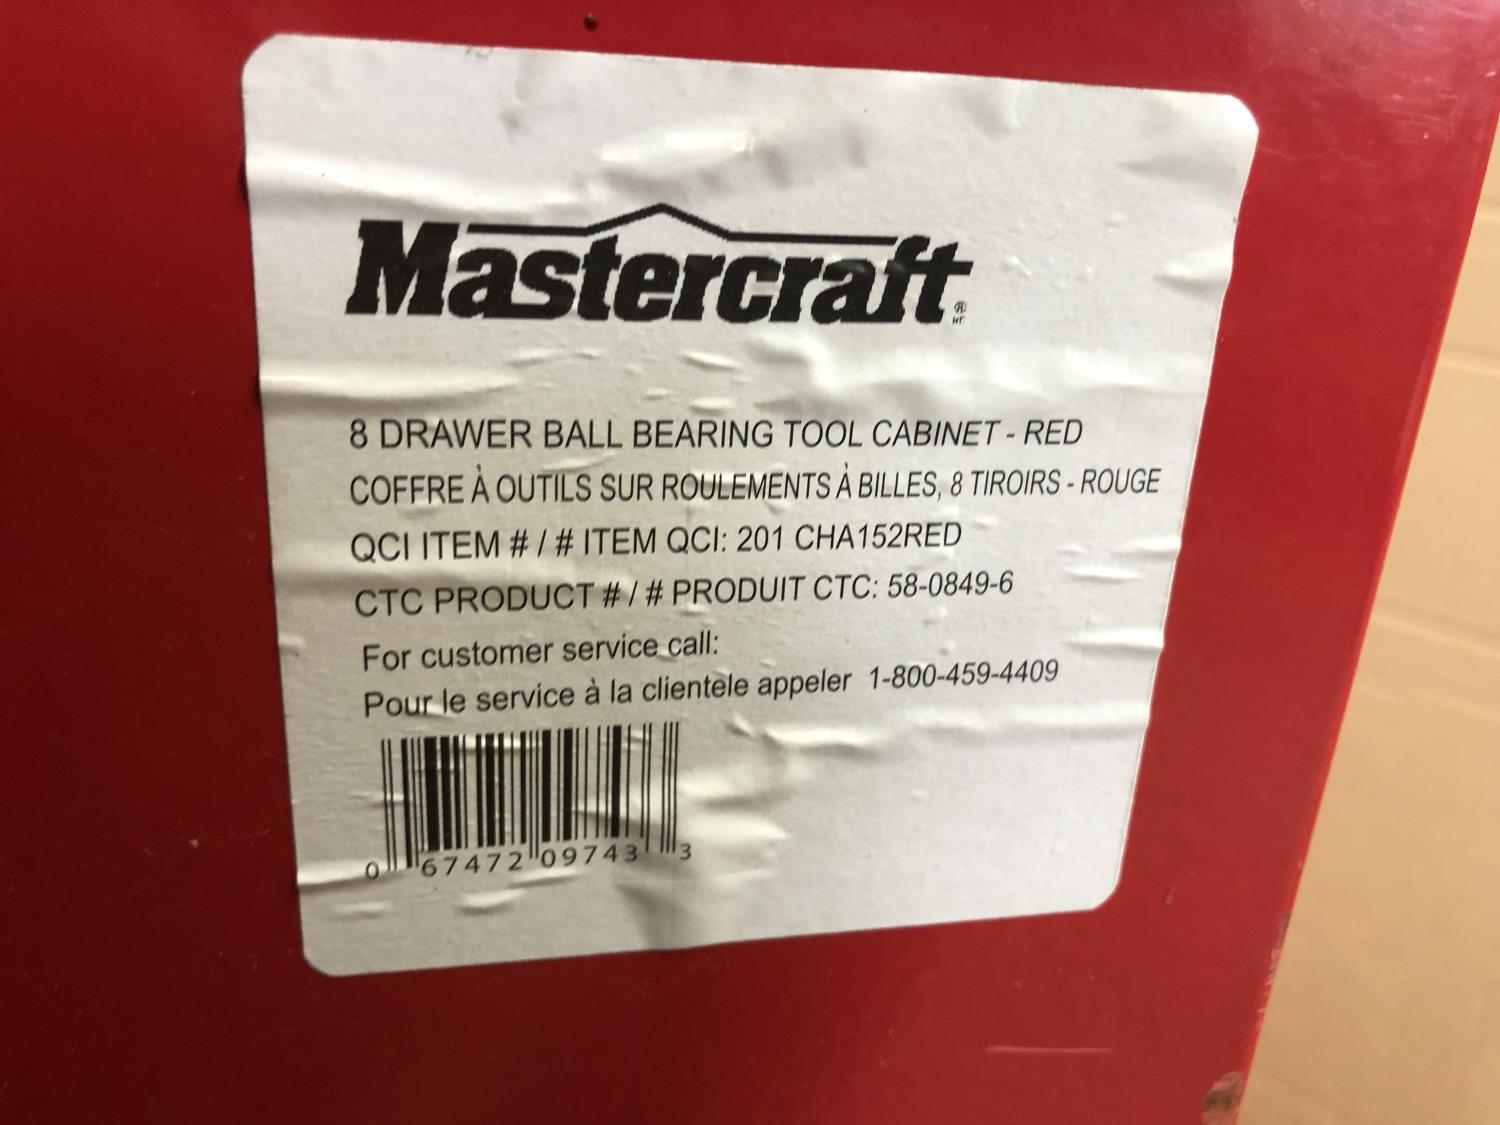 Mastercraft®
MC
8 DRAWER BALL BEARING TOOL CABINET - RED
COFFRE À OUTILS SUR ROULEMENTS À BILLES, 8 TIROIRS - ROUGE
QCI ITEM # / # ITEM QCI: 201 CHA152RED
CTC PRODUCT # / # PRODUIT CTC: 58-0849-6
For customer service call:
Pour le service à la clientele appeler 1-800-459-4409
0 67472 09743 3